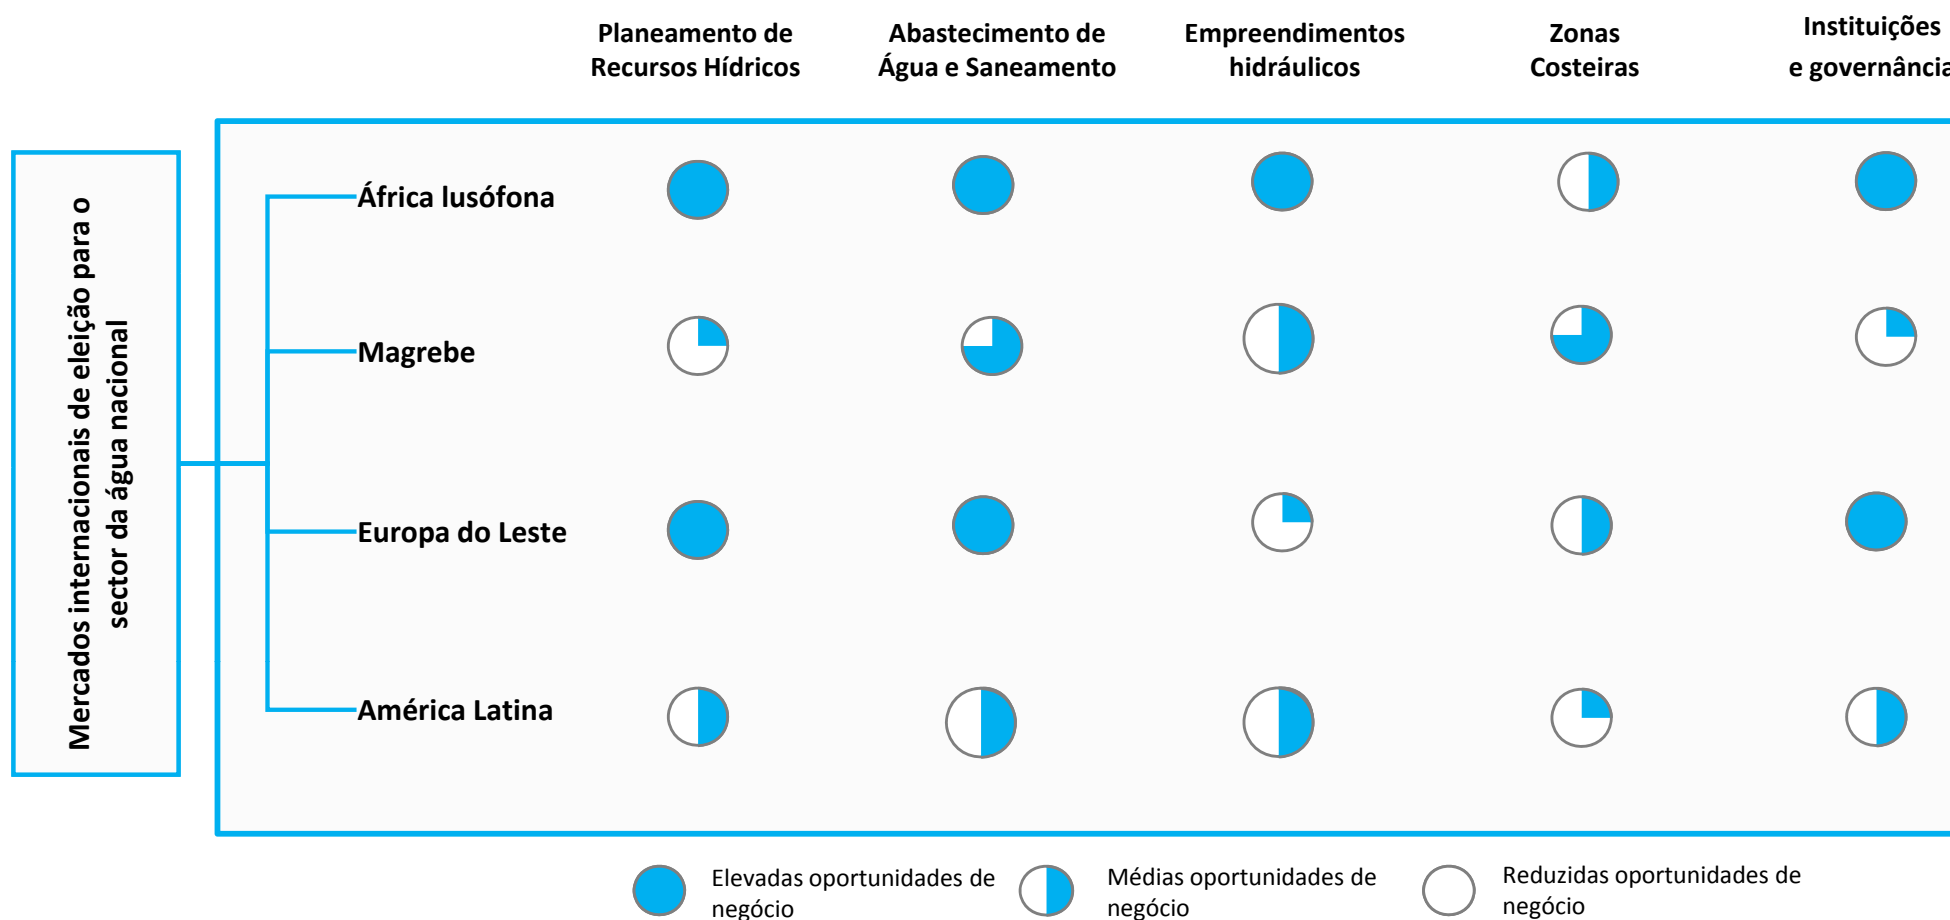 Planeamento de
Recursos Hídricos
Abastecimento de
Água e Saneamento
Empreendimentos
hidráulicos
Zonas
Costeiras
Instituições
e governância
Mercados internacionais de eleição para o
sector da água nacional
África lusófona
Magrebe
Europa do Leste
América Latina
Elevadas oportunidades de
negócio
Médias oportunidades de
negócio
Reduzidas oportunidades de
negócio